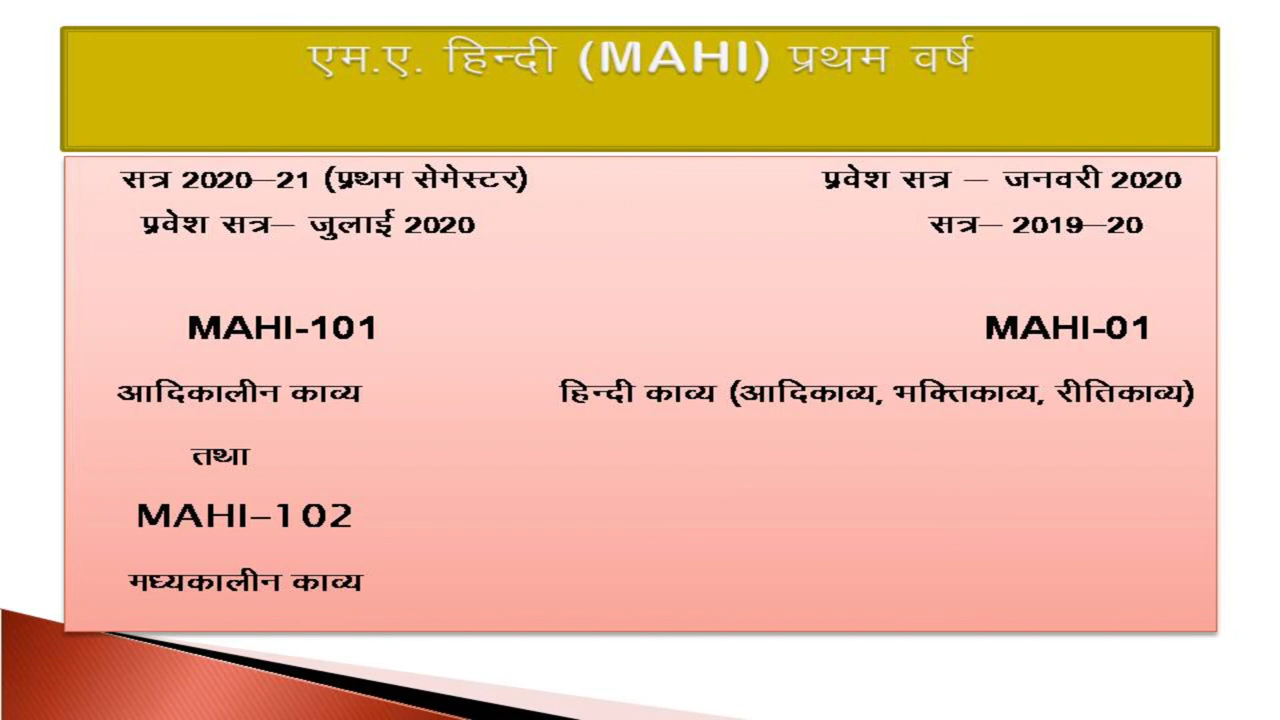 एम.ए. हिन्दी (MAHI) प्रथम वर्ष
सत्र 2020–21 (प्रथम सेमेस्टर) प्रवेश सत्र – जनवरी 2020
प्रवेश सत्र– जुलाई 2020 सत्र– 2019–20
MAHI-101 MAHI-01
आदिकालीन काव्य हिन्दी काव्य (आदिकाव्य, भक्तिकाव्य, रीतिकाव्य)
तथा
MAHI–102
मध्यकालीन काव्य